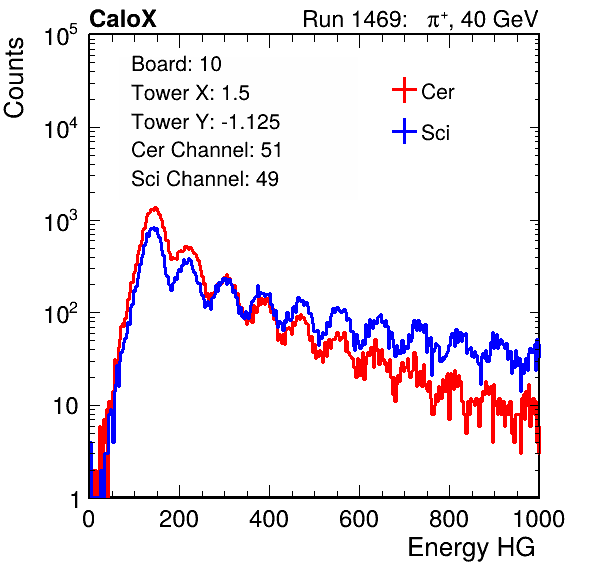 CaloX Run 1469: π⁺, 40 GeV
Counts
10⁵
10⁴
10³
10²
10
1
Board: 10
Tower X: 1.5
Tower Y: -1.125
Cer Channel: 51
Sci Channel: 49
Cer
Sci
0 200 400 600 800 1000
Energy HG